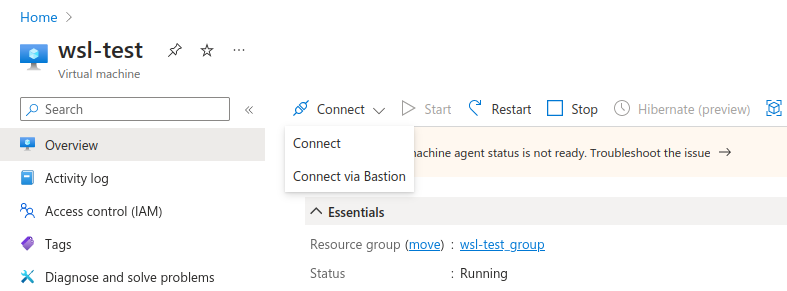 Home
wsl-test
Virtual machine
Search
Connect
Start
Restart
Stop
Hibernate (preview)
Connect
Connect via Bastion
machine agent status is not ready. Troubleshoot the issue →
Overview
Activity log
Access control (IAM)
Tags
Diagnose and solve problems
Essentials
Resource group (move) : wsl-test_group
Status : Running